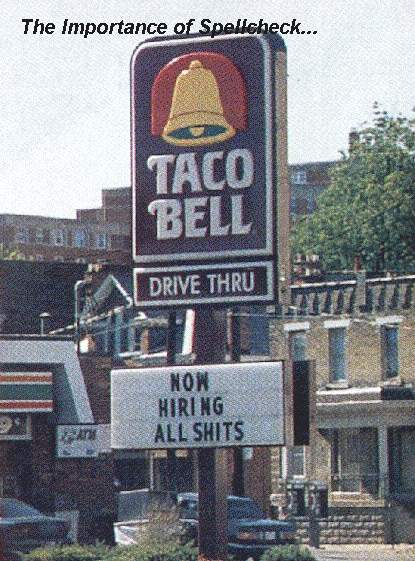 The Importance of Spellcheck...
TACO
BELL
DRIVE THRU
NOW
HIRING
ALL SHITS
ATM